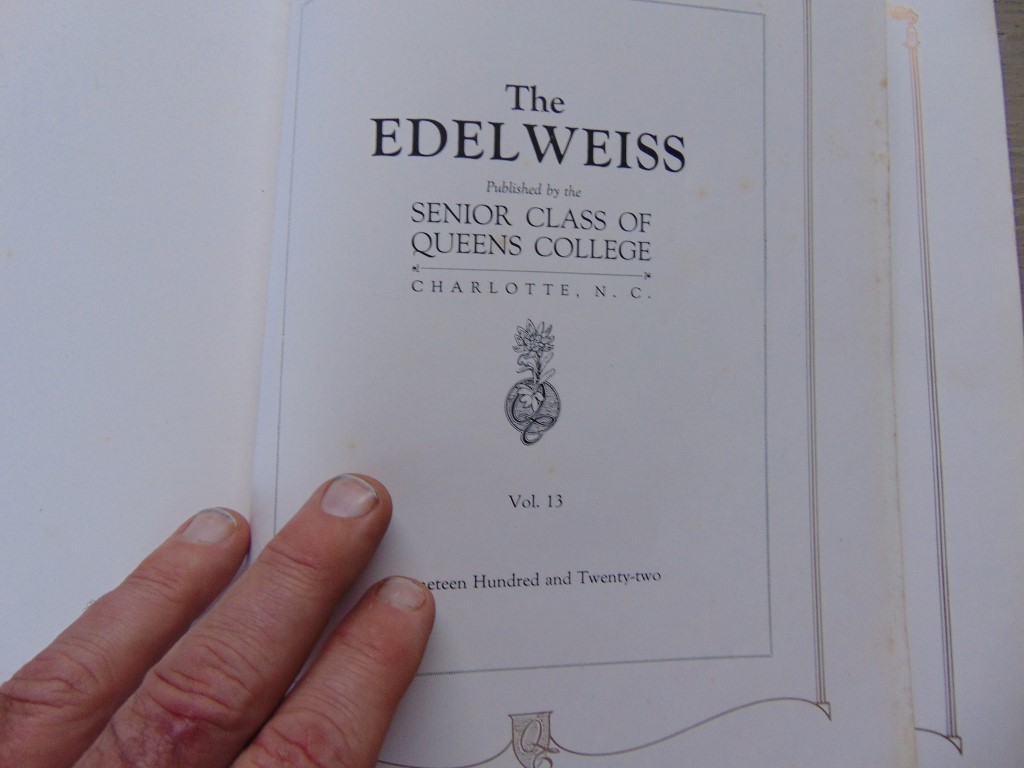 The
EDELWEISS
Published by the
SENIOR CLASS OF
QUEENS COLLEGE
CHARLOTTE, N. C.
Vol. 13
Hundred and Twenty-two
Q